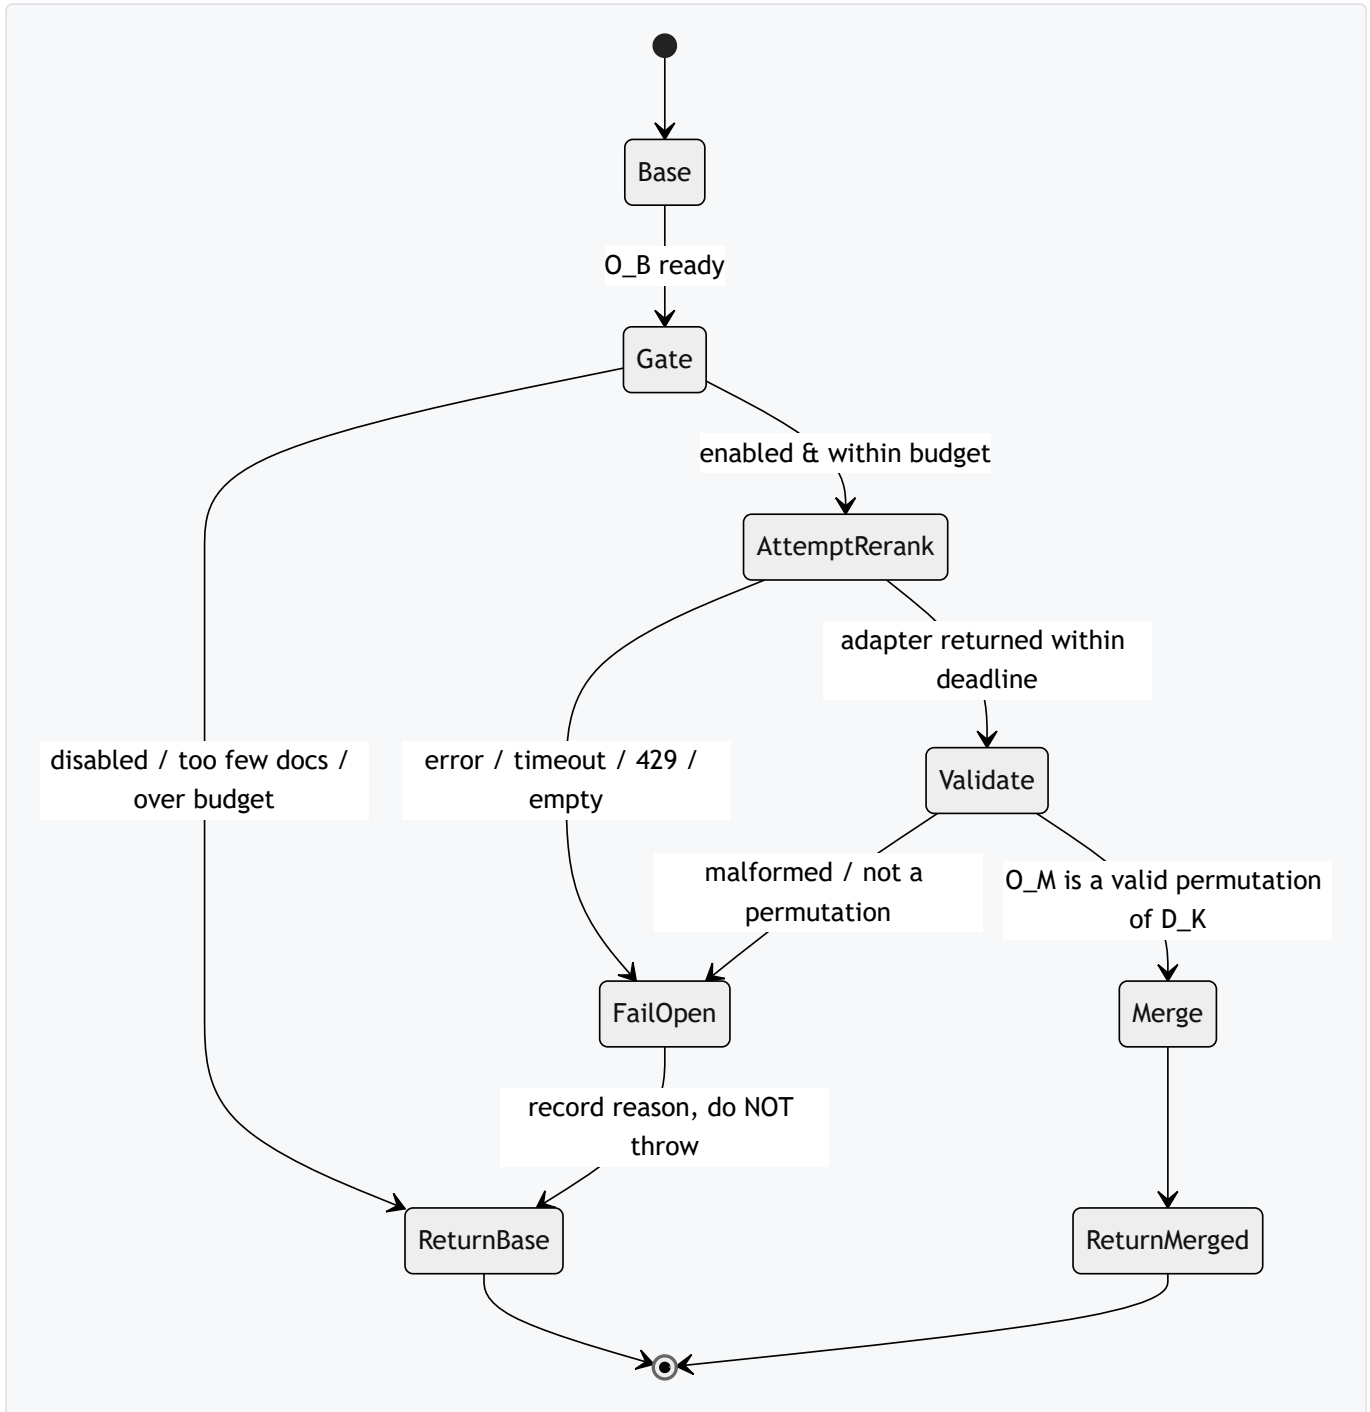 Base
O_B ready
Gate
enabled & within budget
AttemptRerank
adapter returned within
deadline
disabled / too few docs /
over budget
error / timeout / 429 /
empty
Validate
malformed / not a
permutation
O_M is a valid permutation
of D_K
FailOpen
Merge
record reason, do NOT
throw
ReturnBase
ReturnMerged